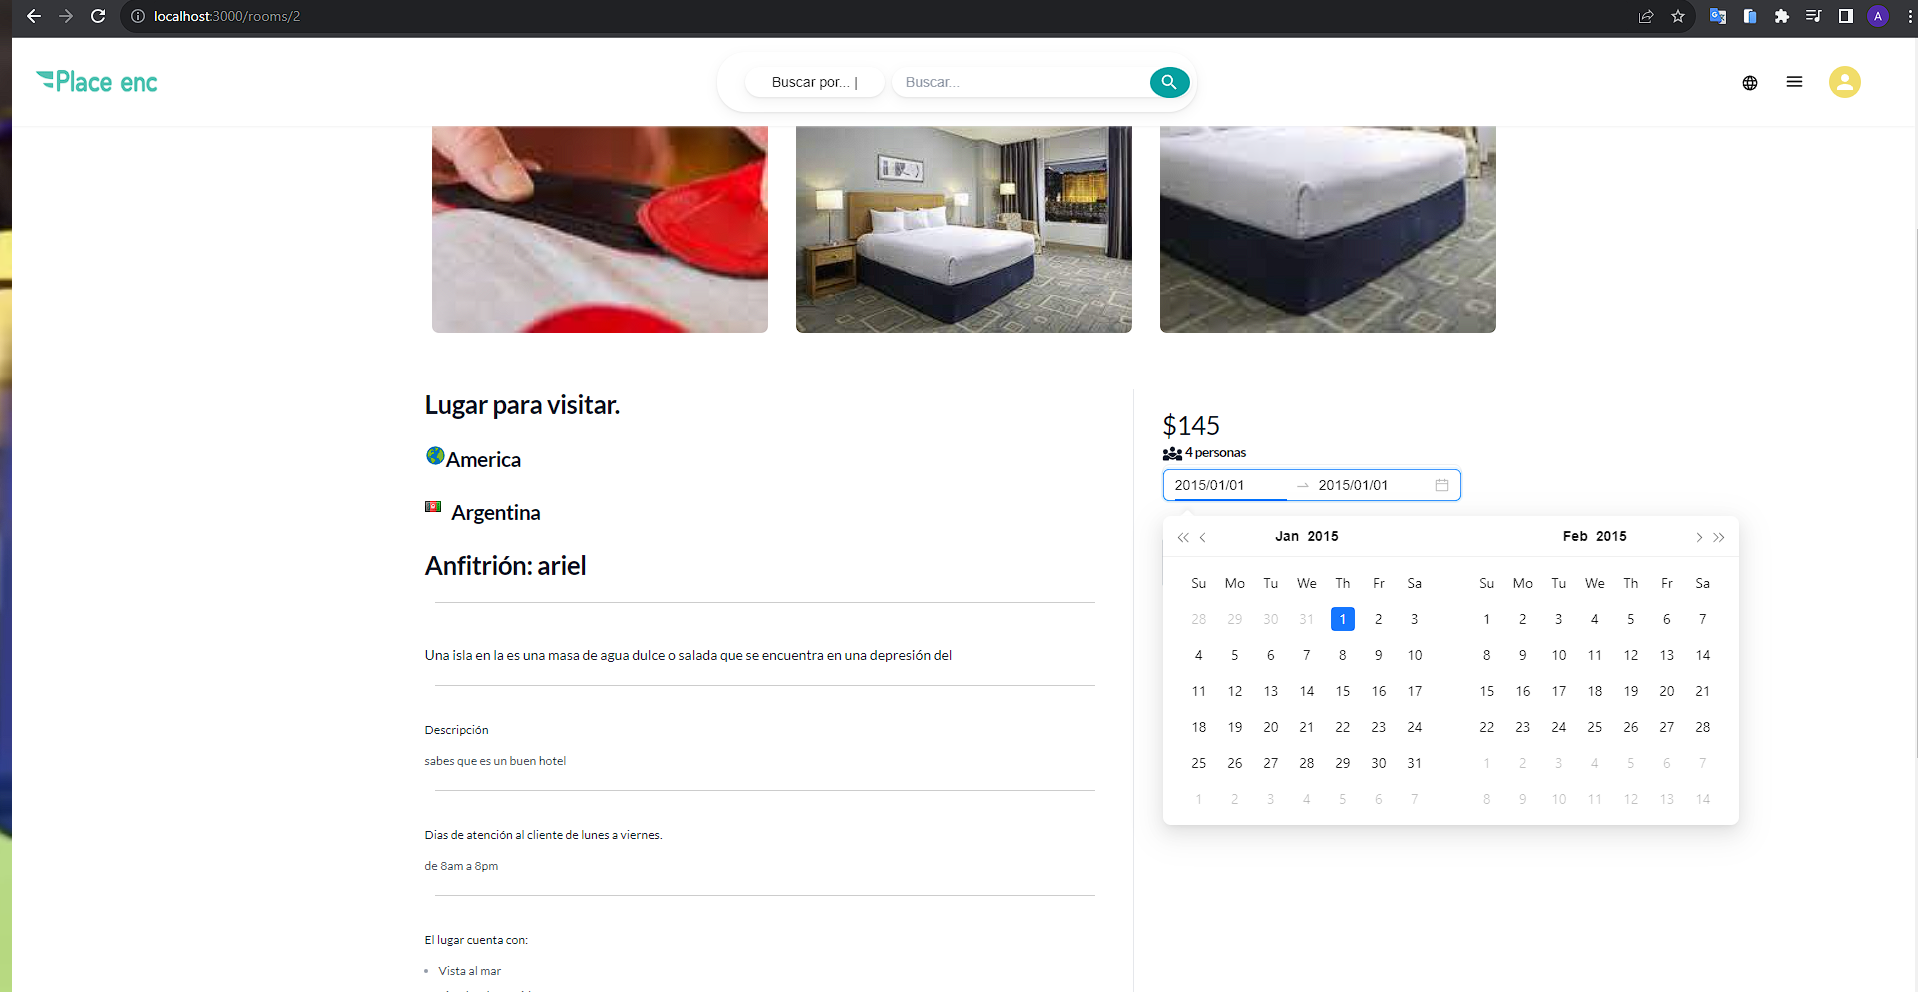 localhost:3000/rooms/2
A
Place enc
Buscar por... |
Buscar...
Lugar para visitar.
America
Argentina
Anfitrión: ariel
Una isla en la es una masa de agua dulce o salada que se encuentra en una depresión del
Descripción
sabes que es un buen hotel
Dias de atención al cliente de lunes a viernes.
de 8am a 8pm
El lugar cuenta con:
Vista al mar
$145
4 personas
2015/01/01 → 2015/01/01
Jan 2015
Su Mo Tu We Th Fr Sa
28 29 30 31 1 2 3
4 5 6 7 8 9 10
11 12 13 14 15 16 17
18 19 20 21 22 23 24
25 26 27 28 29 30 31
1 2 3 4 5 6 7
Feb 2015
Su Mo Tu We Th Fr Sa
1 2 3 4 5 6 7
8 9 10 11 12 13 14
15 16 17 18 19 20 21
22 23 24 25 26 27 28
1 2 3 4 5 6 7
8 9 10 11 12 13 14